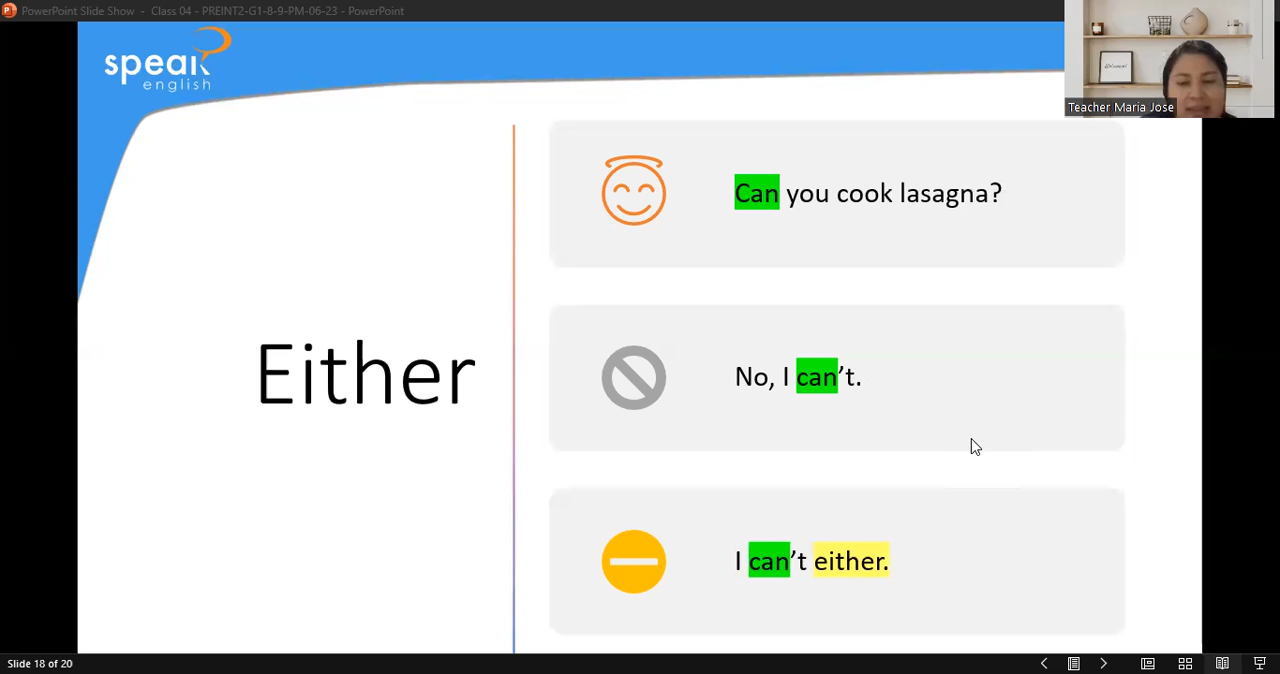 PowerPoint Slide Show - Class 04 - PREINT2-G1-8-9-PM-06-23 - PowerPoint
speak
english
Teacher Maria Jose
Can you cook lasagna?
Either
No, I can’t.
I can’t either.
Slide 18 of 20